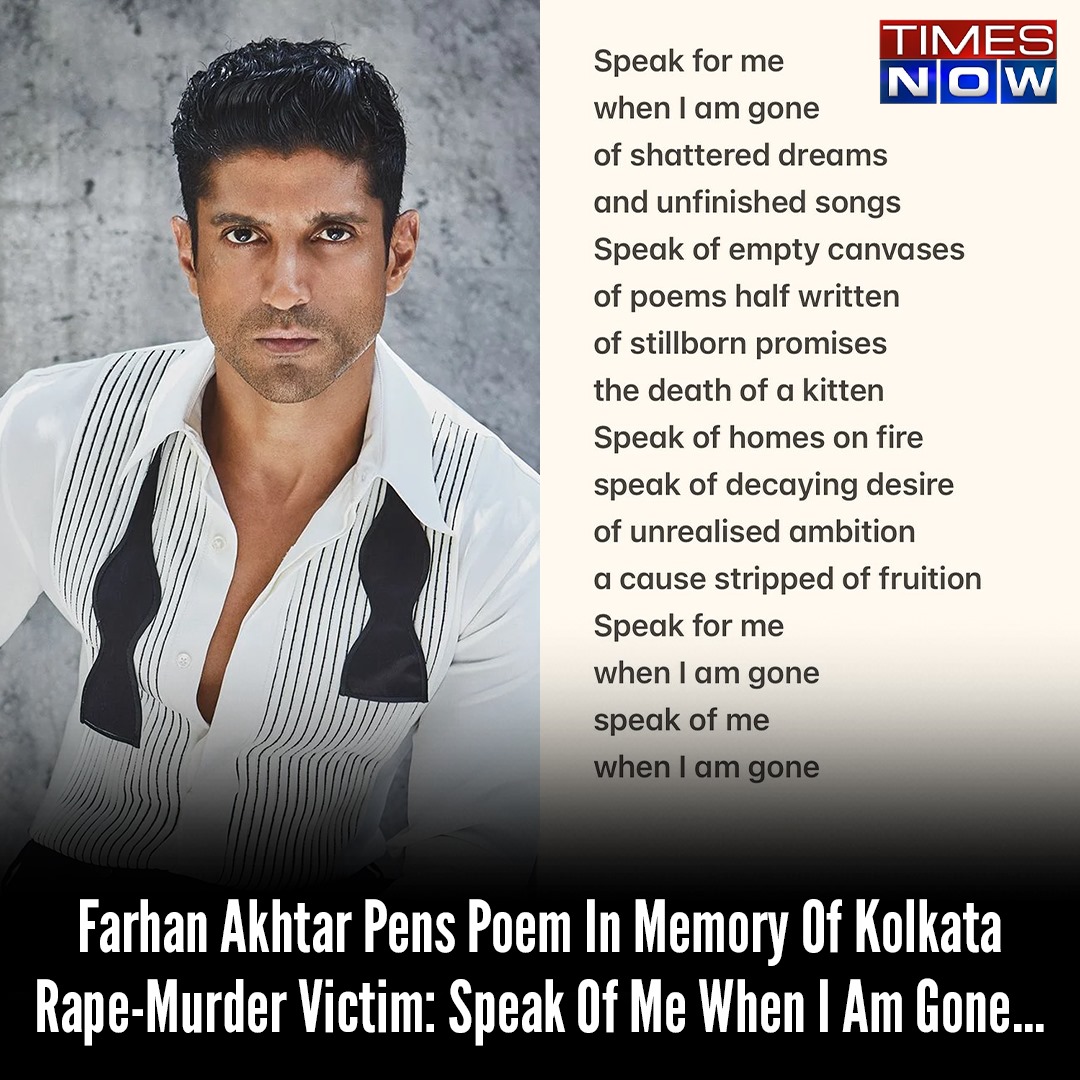 TIMES
NOW
Speak for me
when I am gone
of shattered dreams
and unfinished songs
Speak of empty canvases
of poems half written
of stillborn promises
the death of a kitten
Speak of homes on fire
speak of decaying desire
of unrealised ambition
a cause stripped of fruition
Speak for me
when I am gone
speak of me
when I am gone
Farhan Akhtar Pens Poem In Memory Of Kolkata
Rape-Murder Victim: Speak Of Me When I Am Gone...